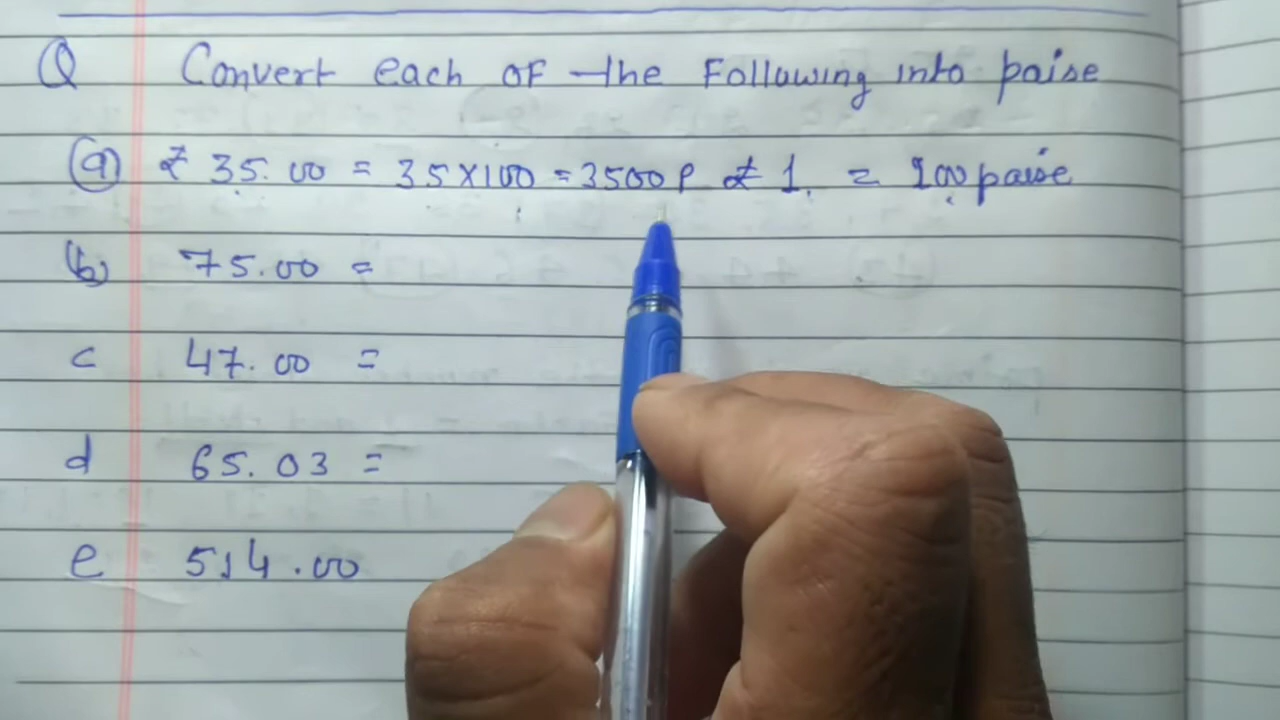 Q Convert each of the Following into paise
(a) ₹ 35.00 = 35×100 = 3500 P ₹ 1. = 100 paise
(b) 75.00 =
c 47.00 =
d 65.03 =
e 514.00